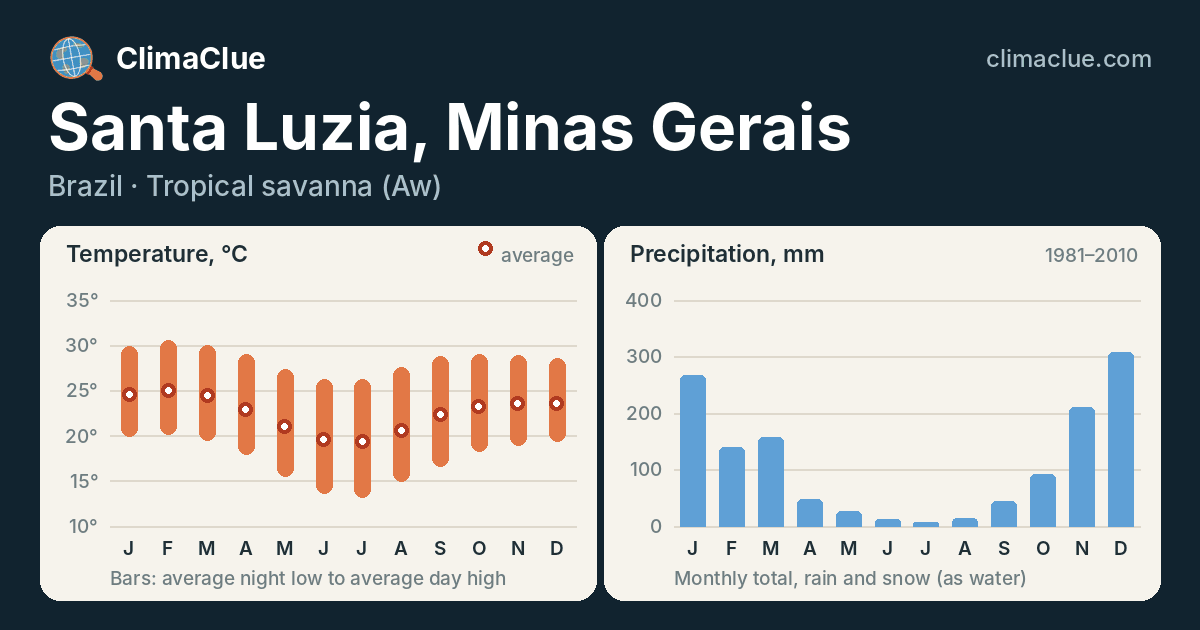 ClimaClue
climaclue.com
Santa Luzia, Minas Gerais
Brazil · Tropical savanna (Aw)
Temperature, °C
average
35°
30°
25°
20°
15°
10°
J F M A M J J A S O N D
Bars: average night low to average day high
Precipitation, mm
1981–2010
400
300
200
100
0
J F M A M J J A S O N D
Monthly total, rain and snow (as water)